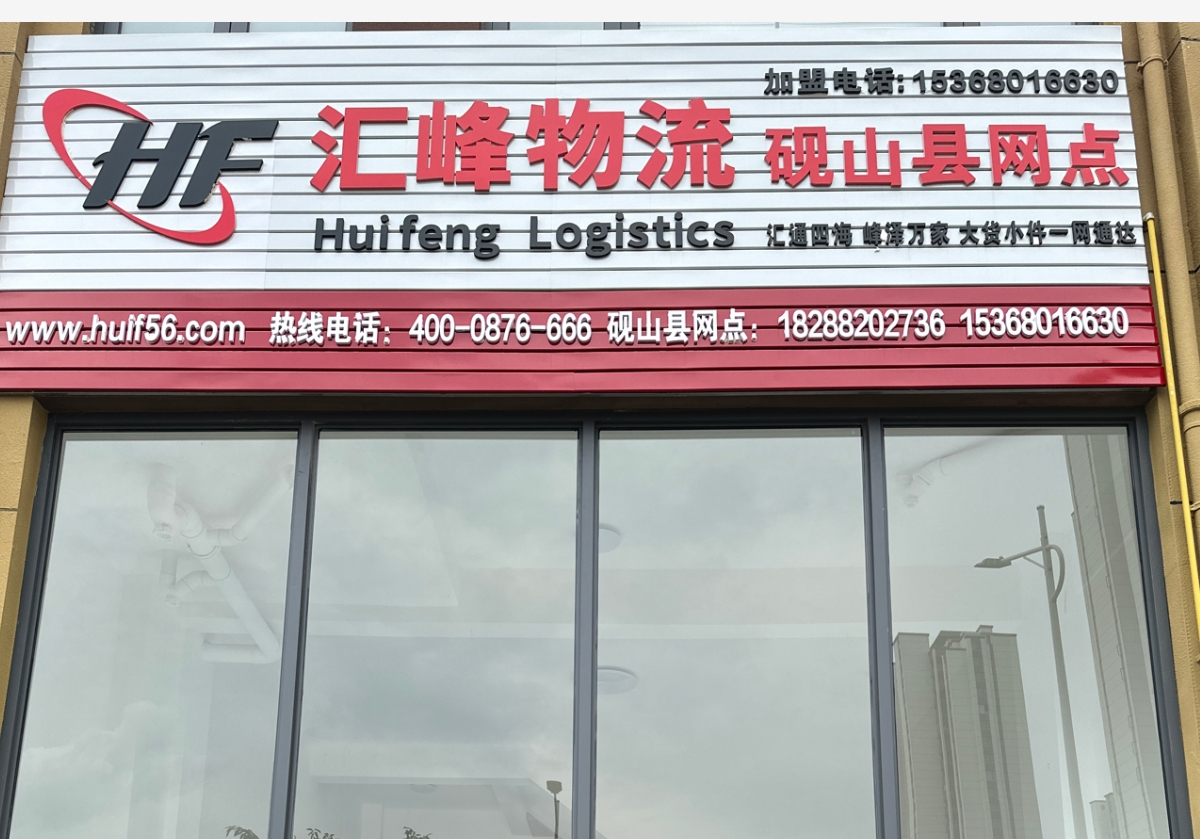 加盟电话:15368016630
HF
汇峰物流 砚山县网点
Huifeng Logistics
汇通四海 峰泽万家 大货小件一网通达
www.huif56.com 热线电话：400-0876-666 砚山县网点：18288202736 15368016630